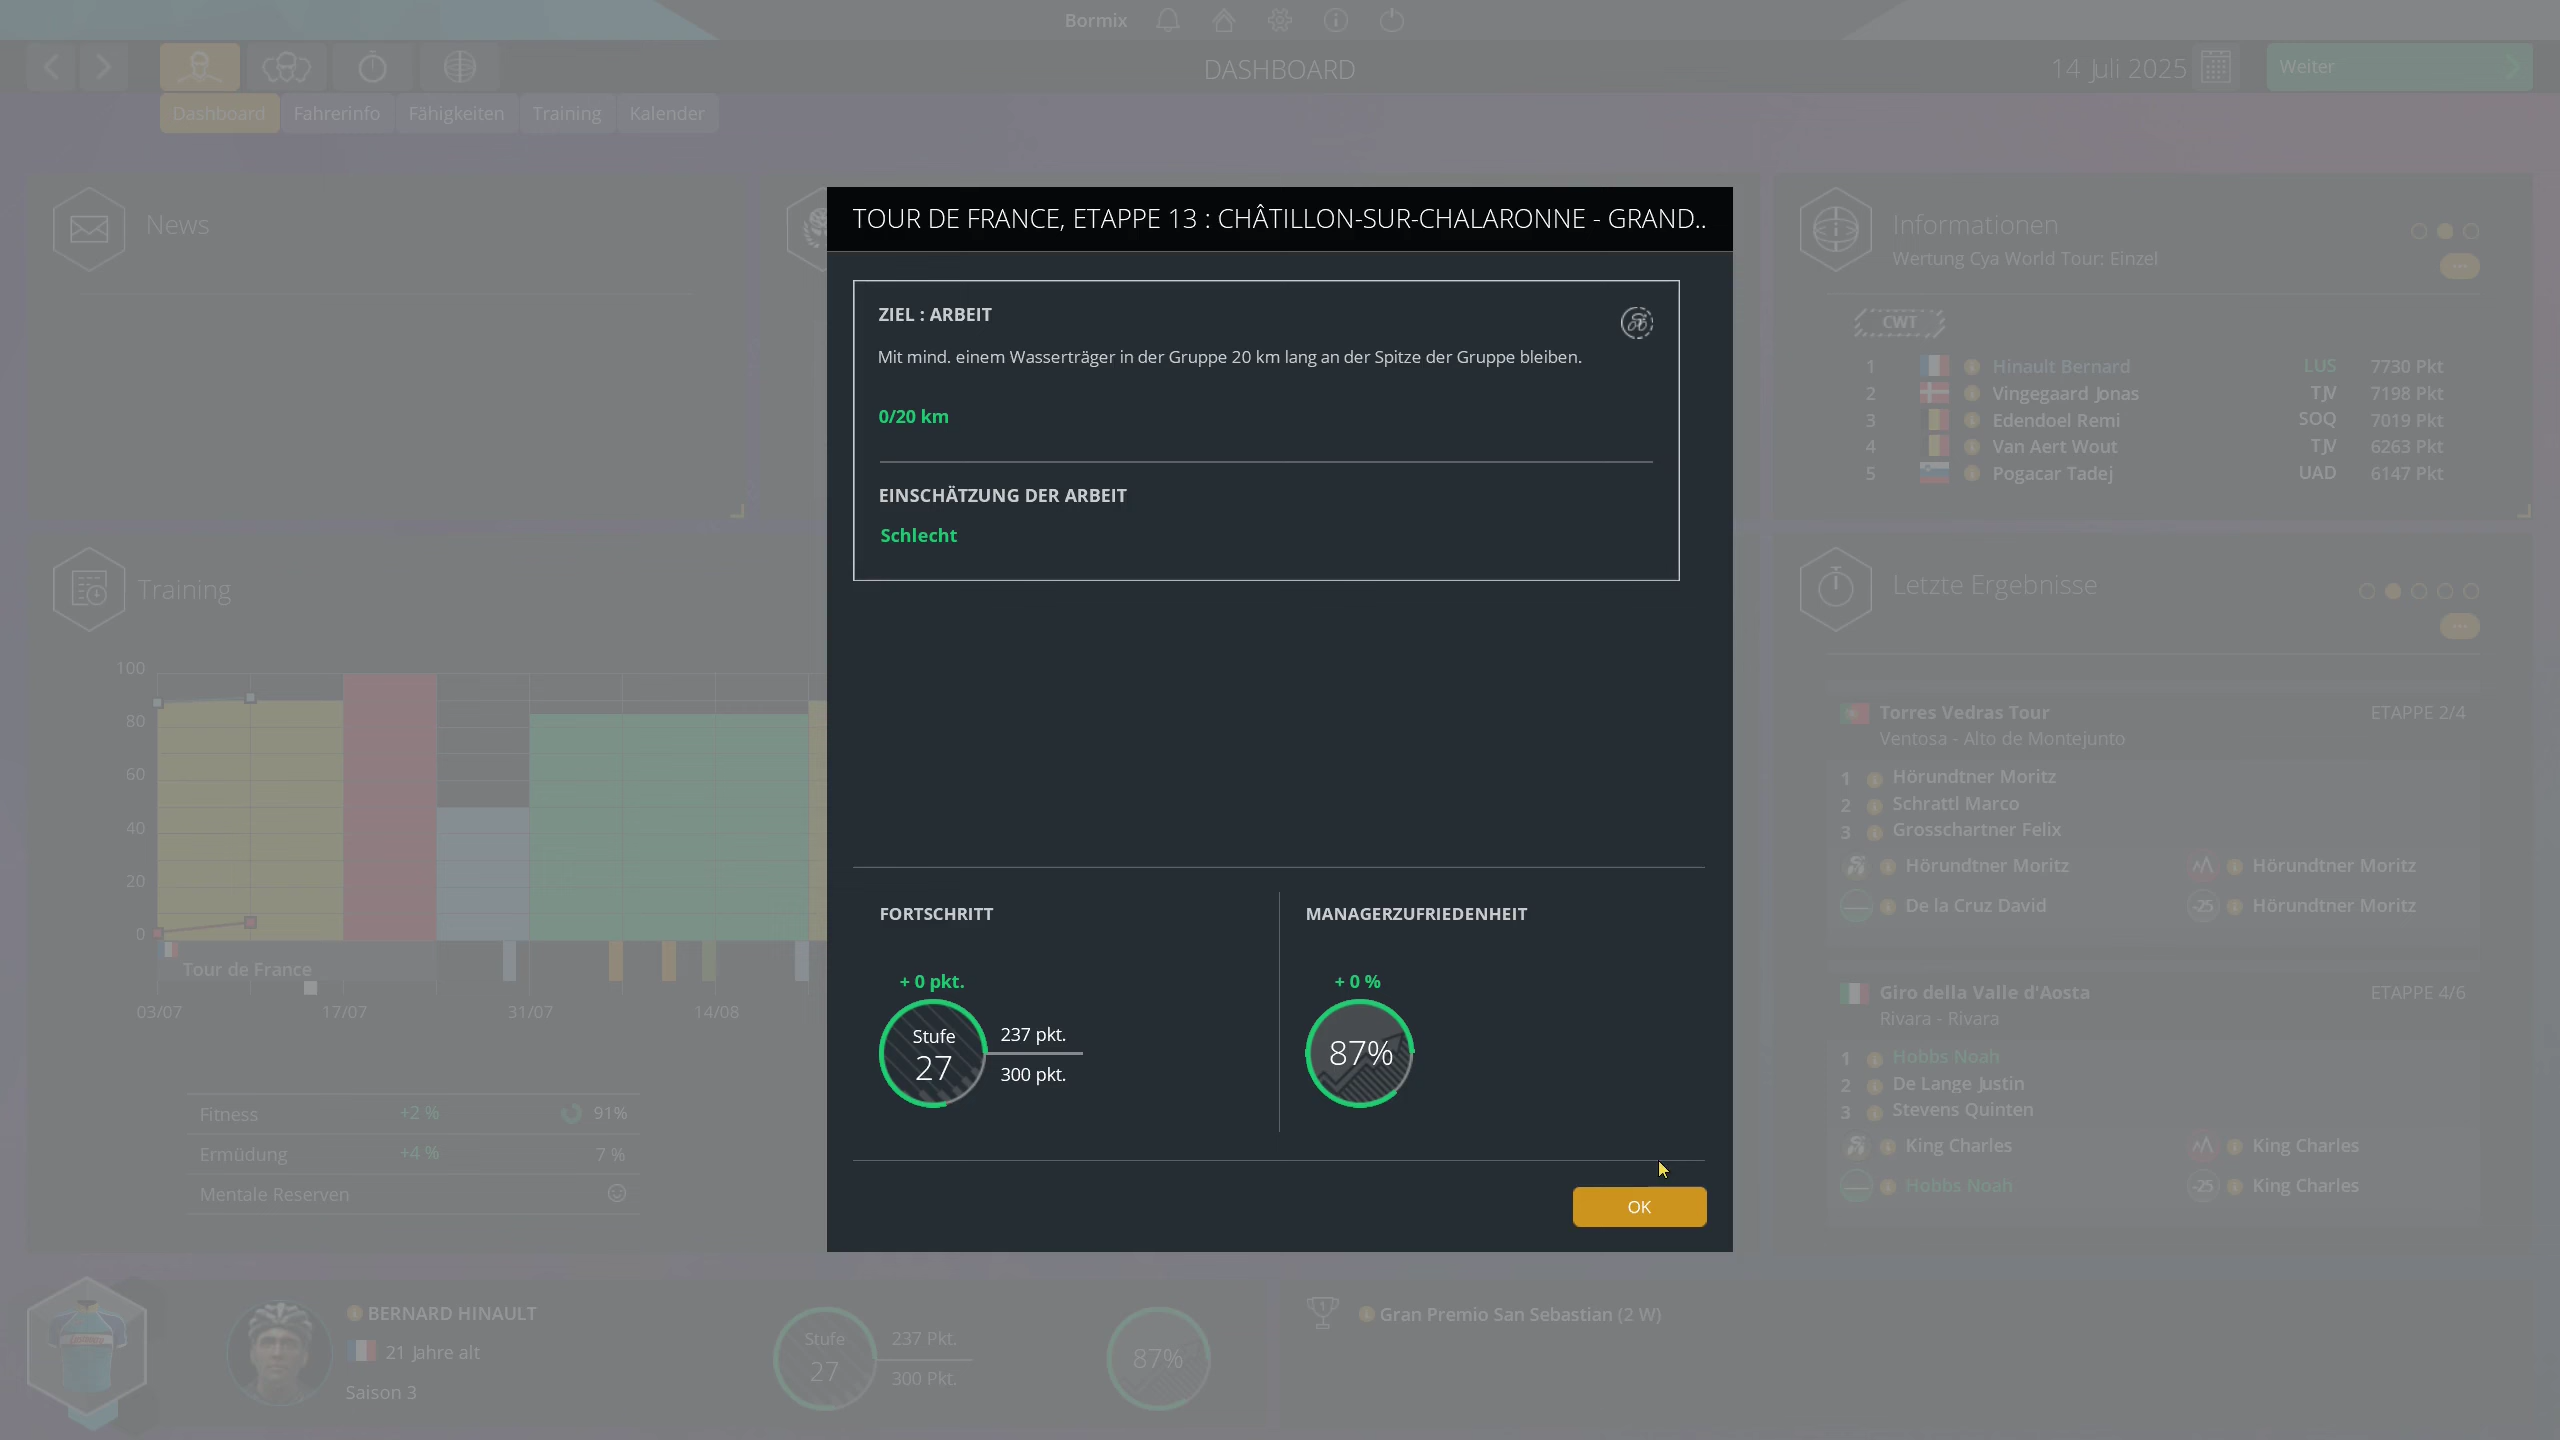 Bormix
DASHBOARD
14 Juli 2025
Weiter
Dashboard Fahrerinfo Fähigkeiten Training Kalender
News
TOUR DE FRANCE, ETAPPE 13 : CHÂTILLON-SUR-CHALARONNE - GRAND..
ZIEL : ARBEIT
Mit mind. einem Wasserträger in der Gruppe 20 km lang an der Spitze der Gruppe bleiben.
0/20 km
EINSCHÄTZUNG DER ARBEIT
Schlecht
FORTSCHRITT
+ 0 pkt.
Stufe
27
237 pkt.
300 pkt.
MANAGERZUFRIEDENHEIT
+ 0 %
87%
OK
Informationen
Wertung Cya World Tour: Einzel
CWT
1 Hinault Bernard LUS 7730 Pkt
2 Vingegaard Jonas TJV 7198 Pkt
3 Edendoel Remi SOQ 7019 Pkt
4 Van Aert Wout TJV 6263 Pkt
5 Pogacar Tadej UAD 6147 Pkt
Training
100
80
60
40
20
0
Tour de France
03/07 17/07 31/07 14/08
Fitness +2 % 91%
Ermüdung +4 % 7 %
Mentale Reserven
Letzte Ergebnisse
Torres Vedras Tour ETAPPE 2/4
Ventosa - Alto de Montejunto
1 Hörundtner Moritz
2 Schrattl Marco
3 Grosschartner Felix
Hörundtner Moritz Hörundtner Moritz
De la Cruz David -25 Hörundtner Moritz
Giro della Valle d'Aosta ETAPPE 4/6
Rivara - Rivara
1 Hobbs Noah
2 De Lange Justin
3 Stevens Quinten
King Charles King Charles
Hobbs Noah -25 King Charles
BERNARD HINAULT
21 Jahre alt
Saison 3
Stufe
27
237 Pkt.
300 Pkt.
87%
1 Gran Premio San Sebastian (2 W)